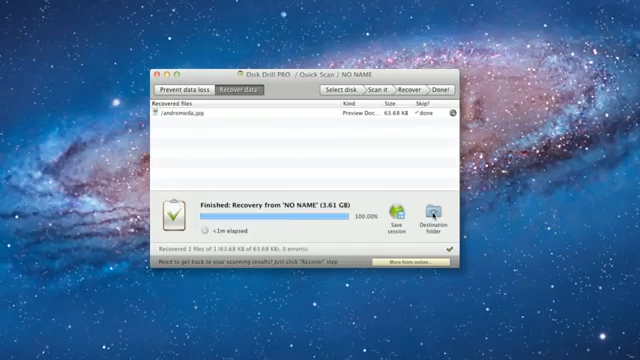 Disk Drill PRO / Quick Scan / NO NAME
Prevent data loss Recover data Select disk Scan it Recover Done!
Recovered files Kind Size Skip?
/andromeda.jpg Preview Doc... 63.68 KB done
Finished: Recovery from 'NO NAME' (3.61 GB)
100.00%
<1m elapsed
Save session
Destination folder
Recovered 1 files of 1 (63.68 KB of 63.68 KB, 0 errors).
Need to get back to your scanning results? Just click "Recover" step
More hints online...